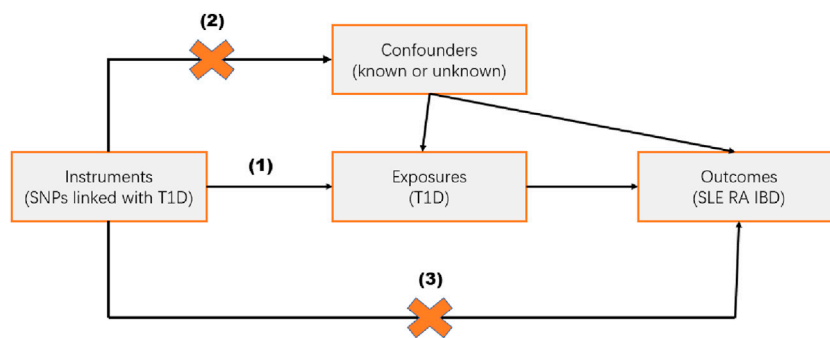 (2)
Confounders
(known or unknown)
(1)
Instruments
(SNPs linked with T1D)
Exposures
(T1D)
Outcomes
(SLE RA IBD)
(3)